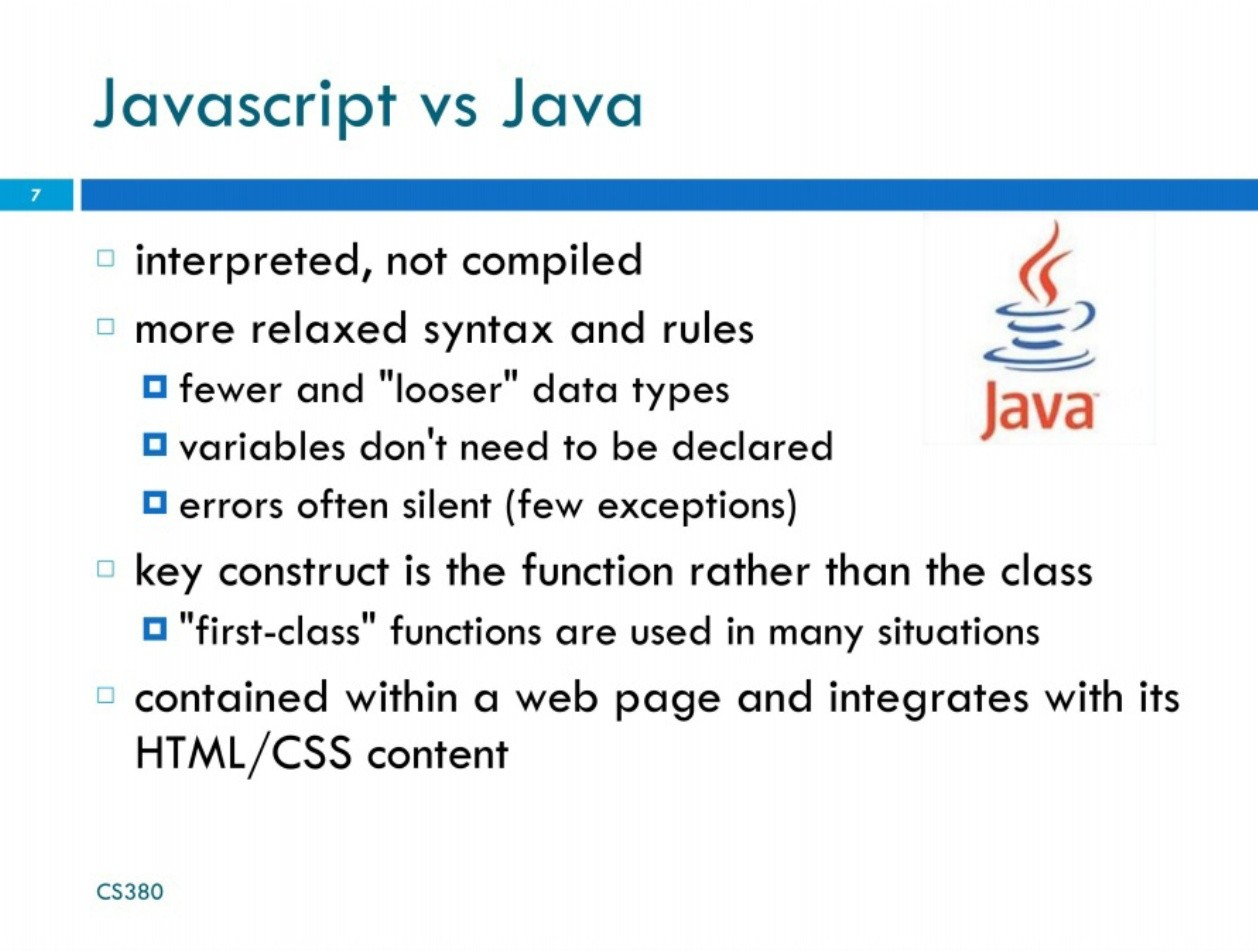 Javascript vs Java
7
interpreted, not compiled
more relaxed syntax and rules
fewer and "looser" data types
variables don't need to be declared
errors often silent (few exceptions)
key construct is the function rather than the class
"first-class" functions are used in many situations
contained within a web page and integrates with its
HTML/CSS content
Java™
CS380